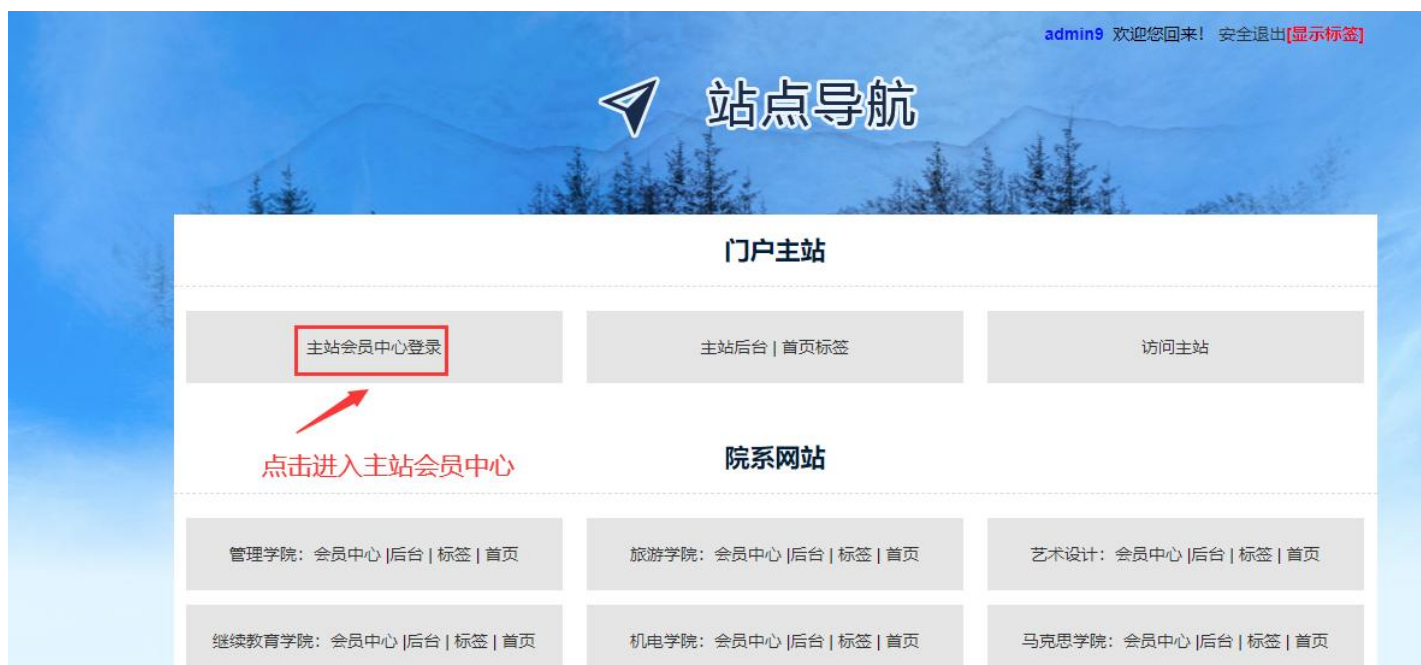 admin9 欢迎您回来! 安全退出[显示标签]
站点导航
门户主站
主站会员中心登录 主站后台 | 首页标签 访问主站
点击进入主站会员中心
院系网站
管理学院：会员中心 |后台 | 标签 | 首页 旅游学院：会员中心 |后台 | 标签 | 首页 艺术设计：会员中心 |后台 | 标签 | 首页
继续教育学院：会员中心 |后台 | 标签 | 首页 机电学院：会员中心 |后台 | 标签 | 首页 马克思学院：会员中心 |后台 | 标签 | 首页